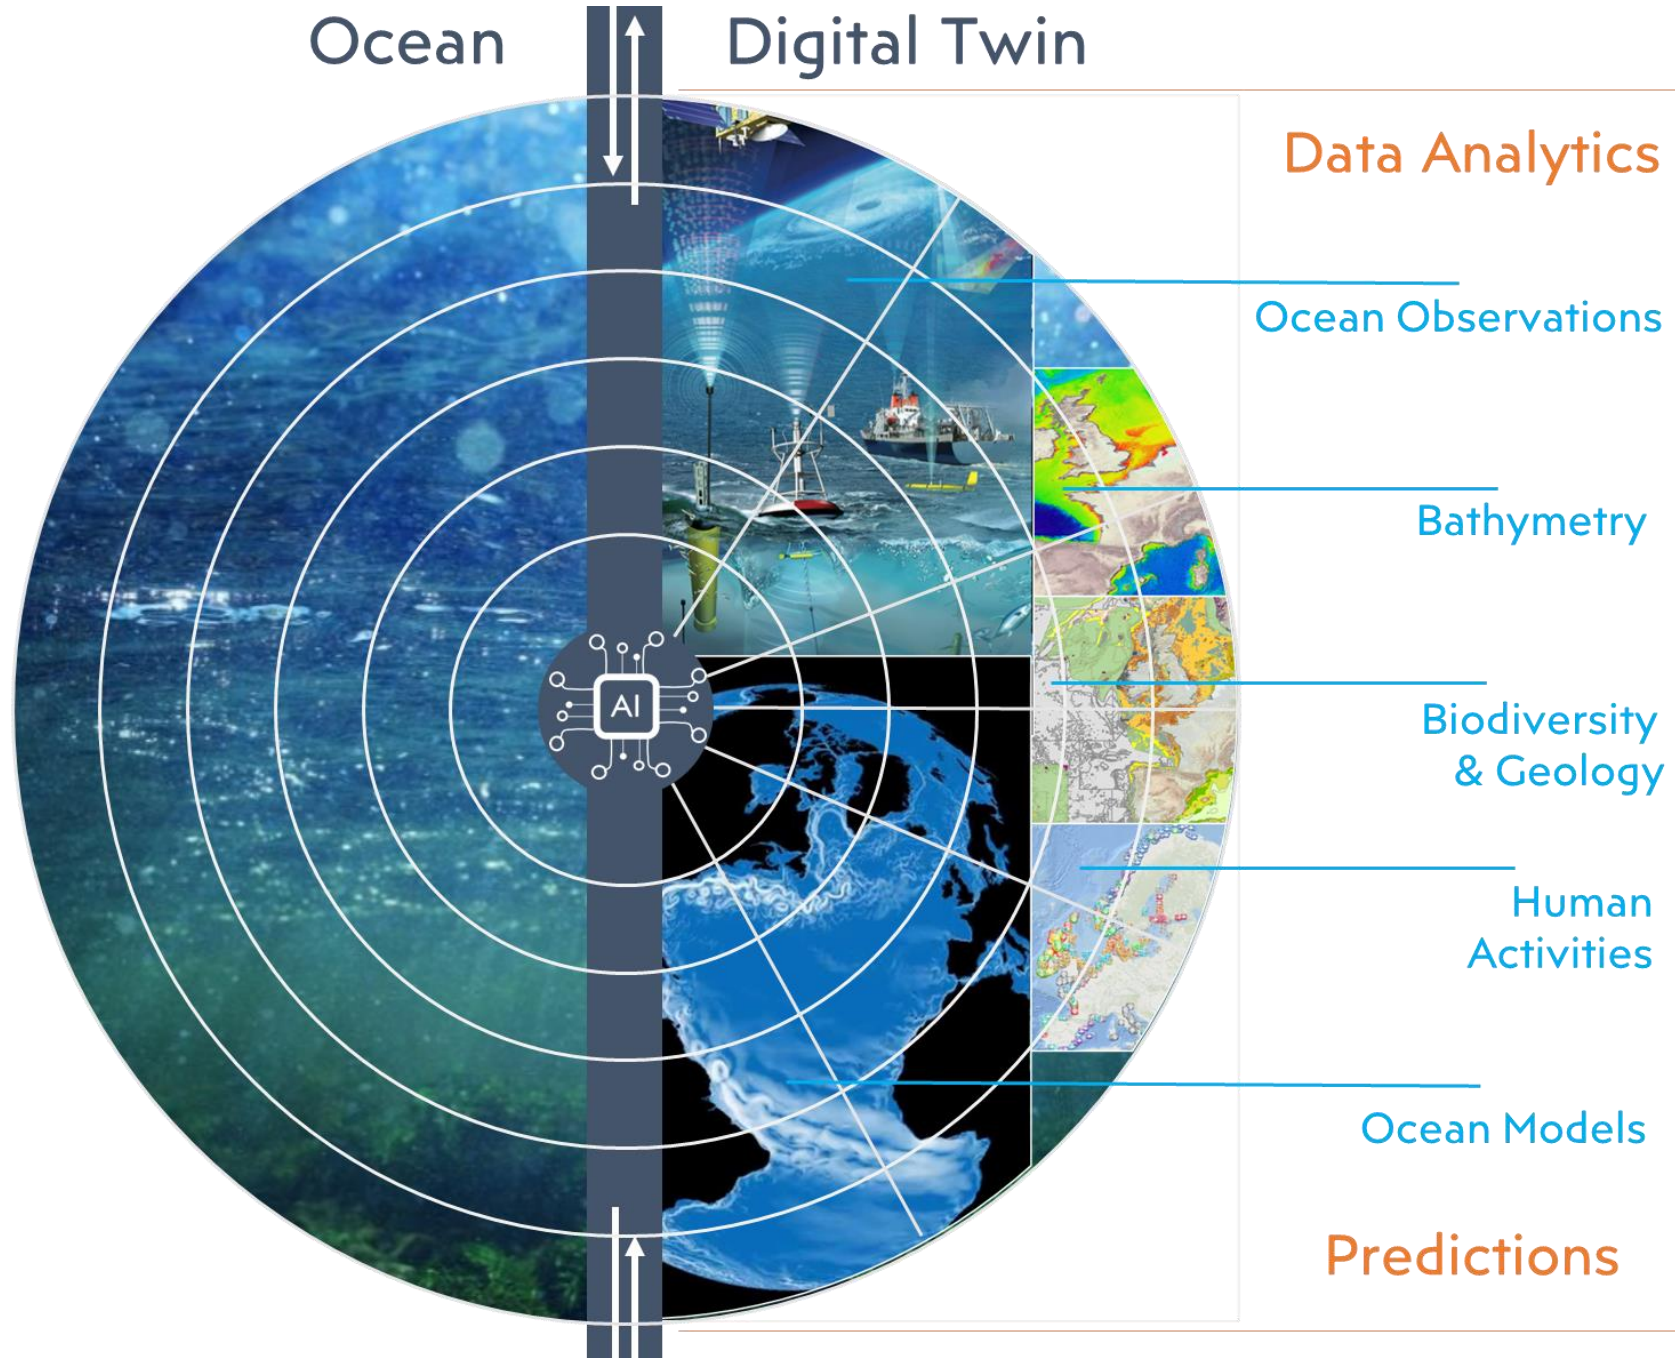 Ocean
Digital Twin
Data Analytics
Ocean Observations
Bathymetry
AI
Biodiversity
& Geology
Human
Activities
Ocean Models
Predictions